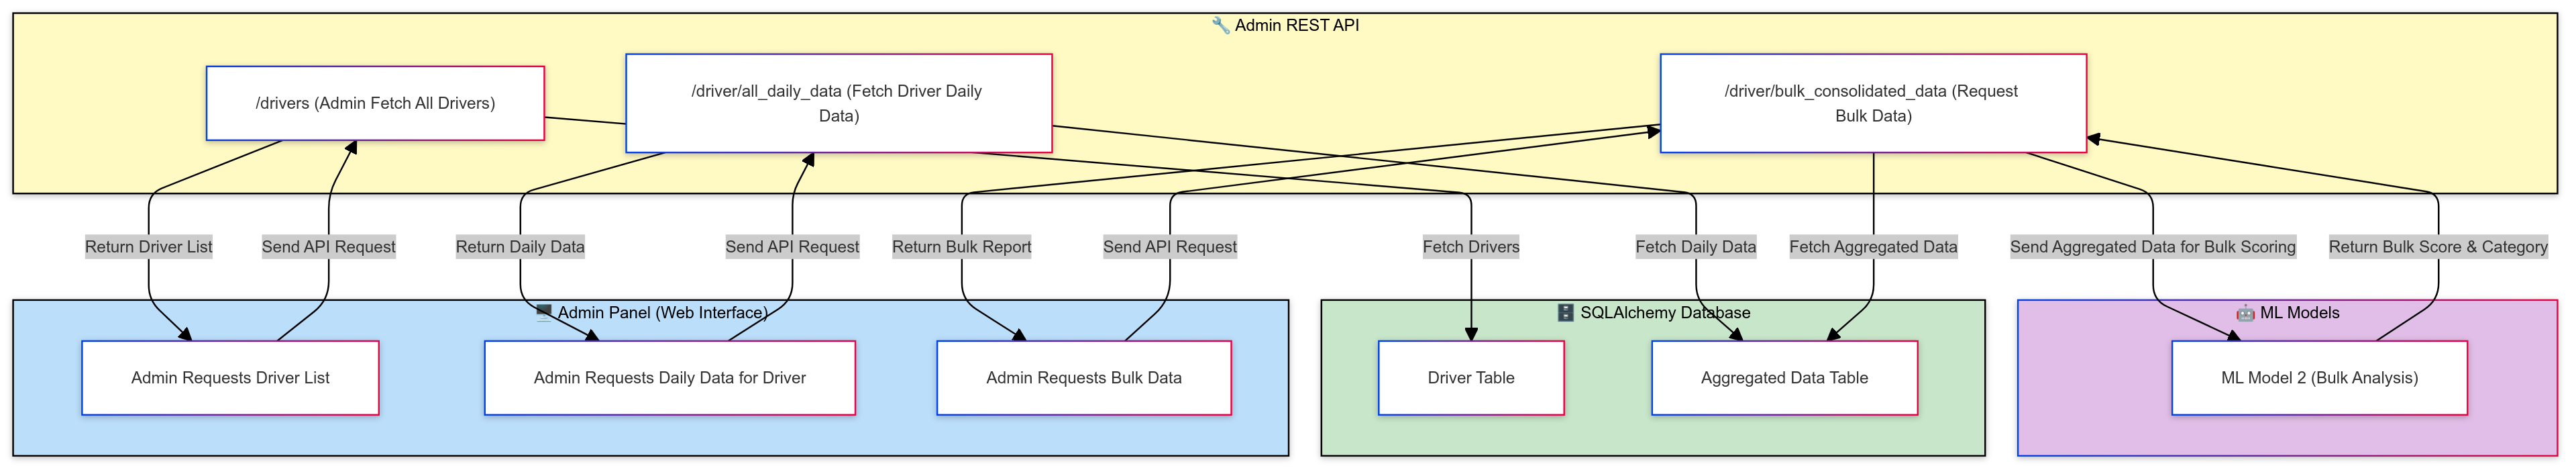 🔧 Admin REST API
/drivers (Admin Fetch All Drivers)
/driver/all_daily_data (Fetch Driver Daily
Data)
/driver/bulk_consolidated_data (Request
Bulk Data)
Return Driver List
Send API Request
Return Daily Data
Send API Request
Return Bulk Report
Send API Request
Fetch Drivers
Fetch Daily Data
Fetch Aggregated Data
Send Aggregated Data for Bulk Scoring
Return Bulk Score & Category
🖥️ Admin Panel (Web Interface)
Admin Requests Driver List
Admin Requests Daily Data for Driver
Admin Requests Bulk Data
🗄️ SQLAlchemy Database
Driver Table
Aggregated Data Table
🤖 ML Models
ML Model 2 (Bulk Analysis)